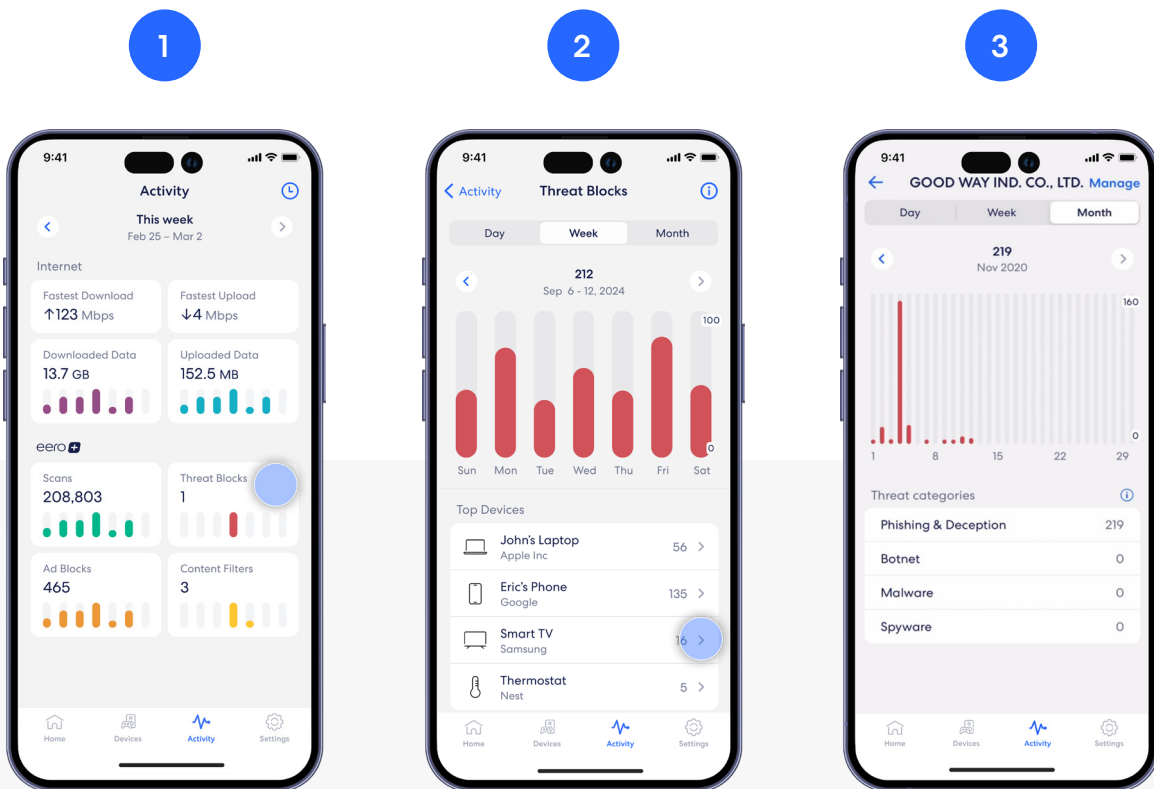 1
2
3
9:41
Activity
This week
Feb 25 – Mar 2
Internet
Fastest Download
↑123 Mbps
Fastest Upload
↓4 Mbps
Downloaded Data
13.7 GB
Uploaded Data
152.5 MB
eero+
Scans
208,803
Threat Blocks
1
Ad Blocks
465
Content Filters
3
Home
Devices
Activity
Settings
9:41
Activity
Threat Blocks
Day
Week
Month
212
Sep 6 - 12, 2024
100
0
Sun
Mon
Tue
Wed
Thu
Fri
Sat
Top Devices
John's Laptop
56
Apple Inc
Eric's Phone
135
Google
Smart TV
16
Samsung
Thermostat
5
Nest
Home
Devices
Activity
Settings
9:41
GOOD WAY IND. CO., LTD.
Manage
Day
Week
Month
219
Nov 2020
160
0
1
8
15
22
29
Threat categories
Phishing & Deception
219
Botnet
0
Malware
0
Spyware
0
Home
Devices
Activity
Settings